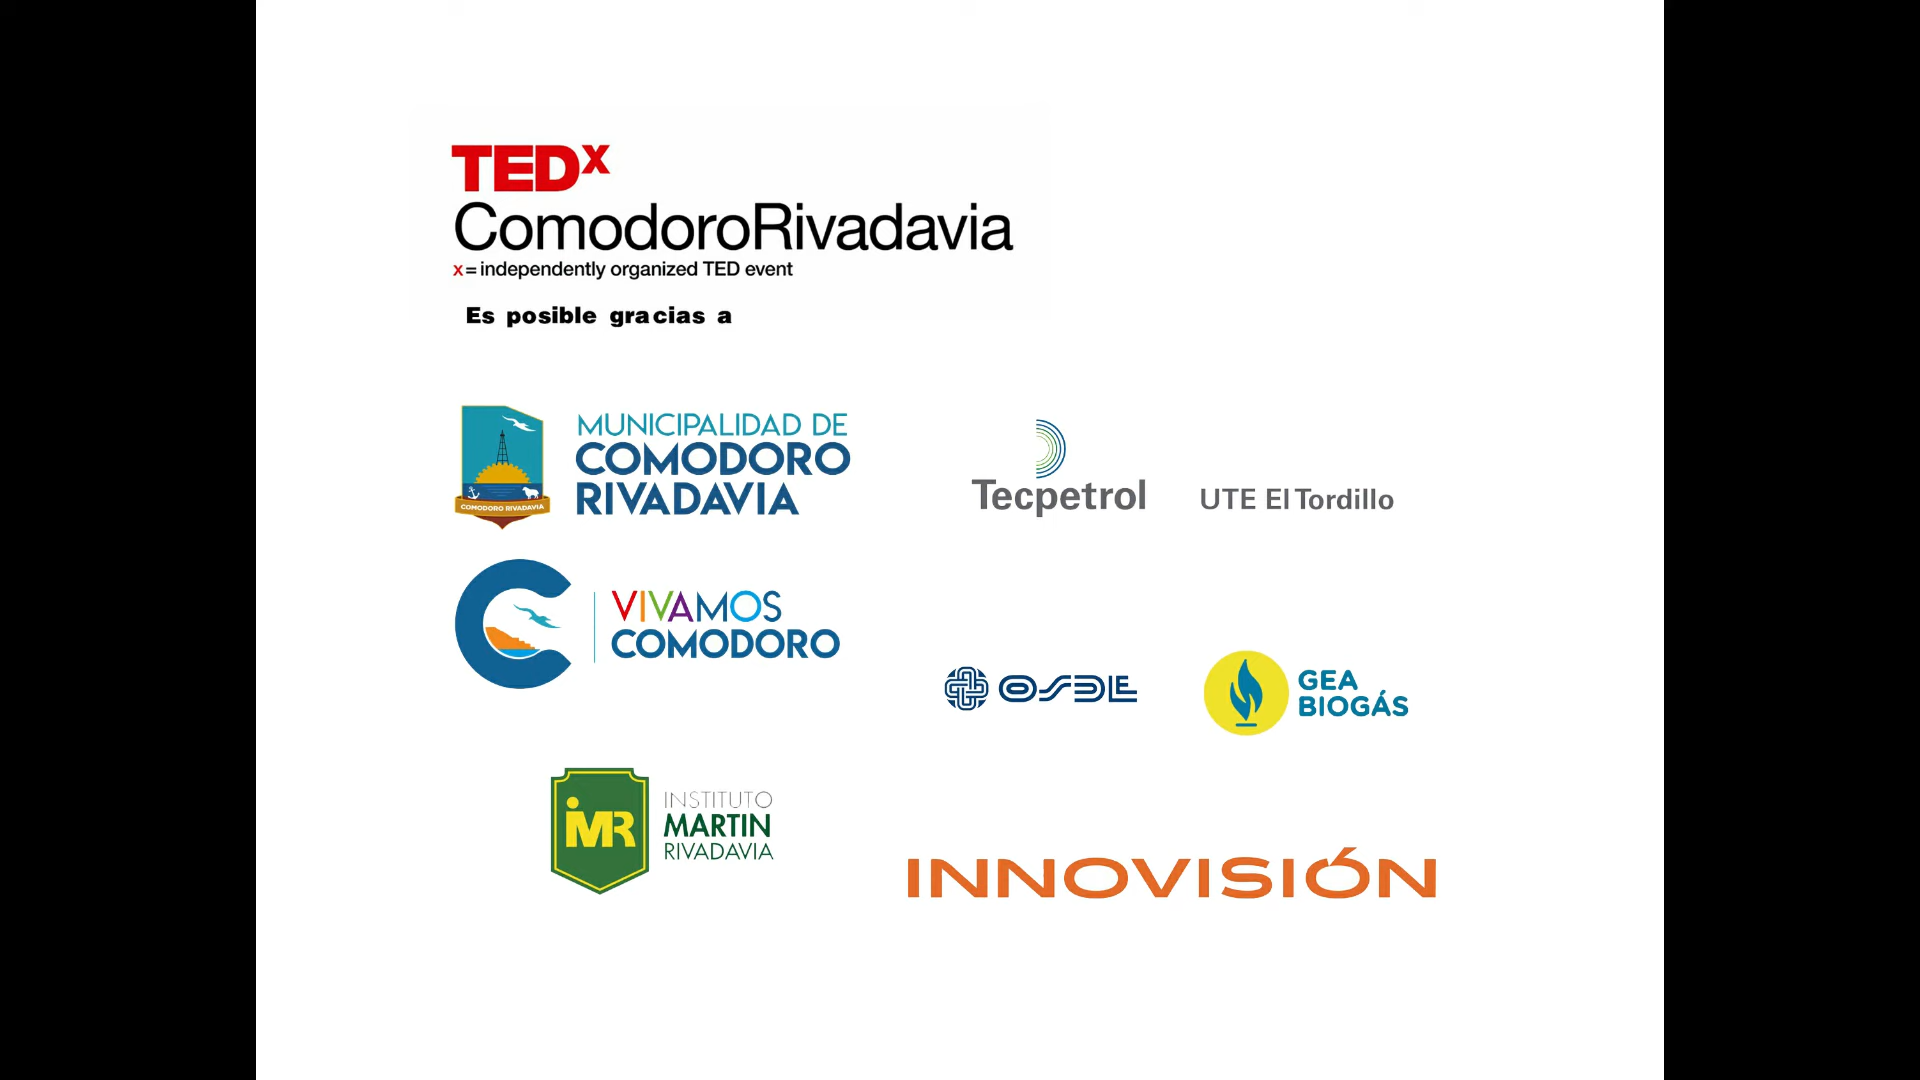 TEDx
ComodoroRivadavia
x = independently organized TED event
Es posible gracias a
MUNICIPALIDAD DE
COMODORO
RIVADAVIA
COMODORO RIVADAVIA
Tecpetrol
UTE El Tordillo
VIVAMOS
COMODORO
OSDE
GEA
BIOGÁS
iMR
INSTITUTO
MARTIN
RIVADAVIA
INNOVISIÓN